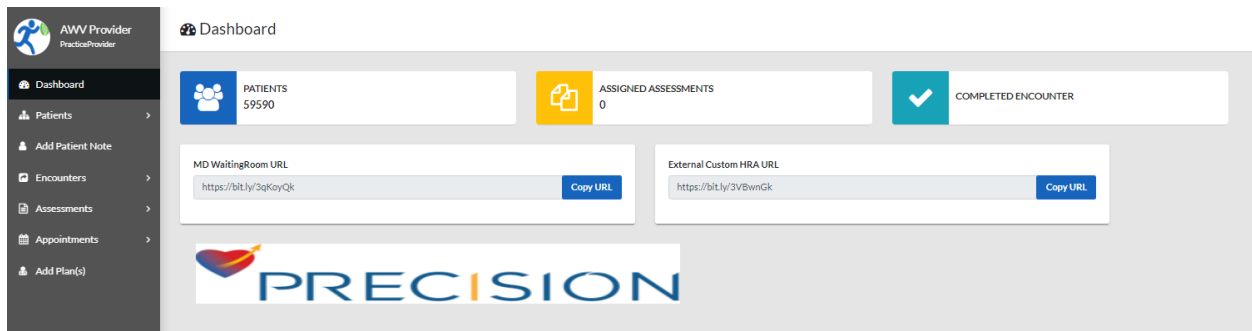 AWV Provider
PracticeProvider
Dashboard
Patients
Add Patient Note
Encounters
Assessments
Appointments
Add Plan(s)
Dashboard
PATIENTS
59590
ASSIGNED ASSESSMENTS
0
COMPLETED ENCOUNTER
MD WaitingRoom URL
https://bit.ly/3qKoyQk
Copy URL
External Custom HRA URL
https://bit.ly/3VBwnGk
Copy URL
PRECISION